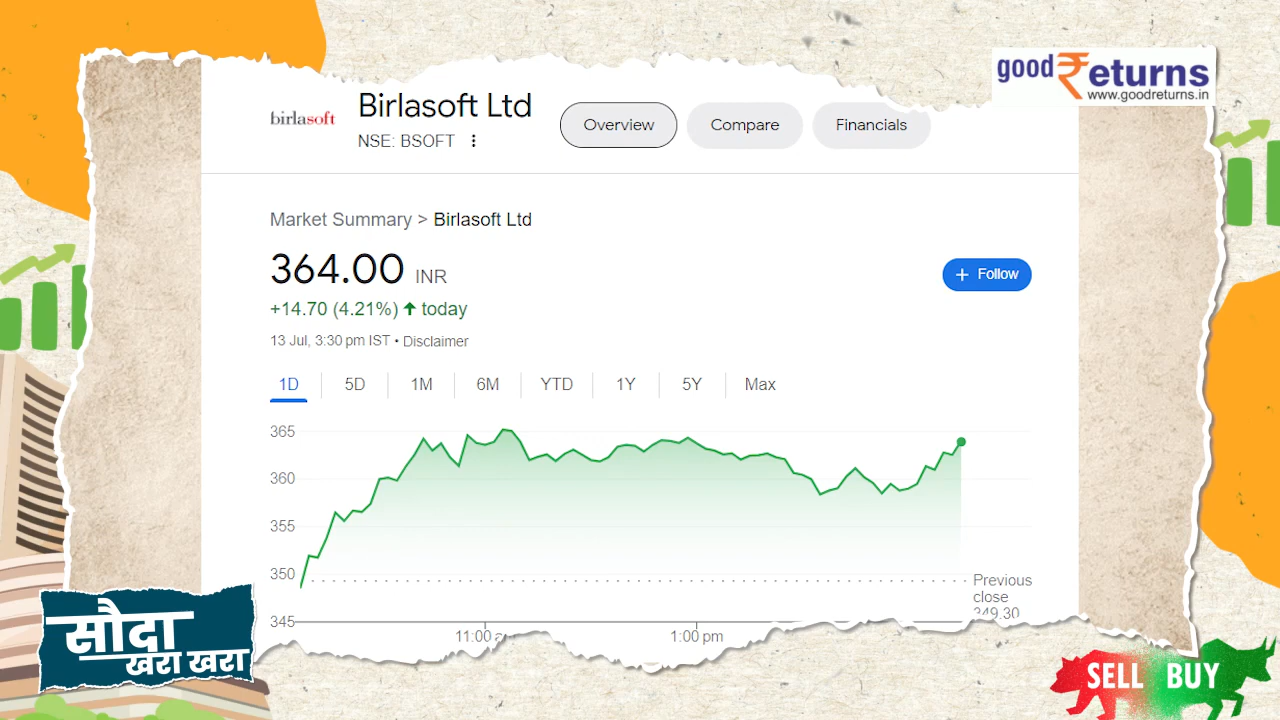 good₹eturns
www.goodreturns.in
birlasoft
Birlasoft Ltd
NSE: BSOFT
Overview
Compare
Financials
Market Summary > Birlasoft Ltd
364.00 INR
+ Follow
+14.70 (4.21%) ↑ today
13 Jul, 3:30 pm IST • Disclaimer
1D 5D 1M 6M YTD 1Y 5Y Max
365
360
355
350
345
Previous
close
349.30
11:00
1:00 pm
सौदा
खरा खरा
SELL BUY